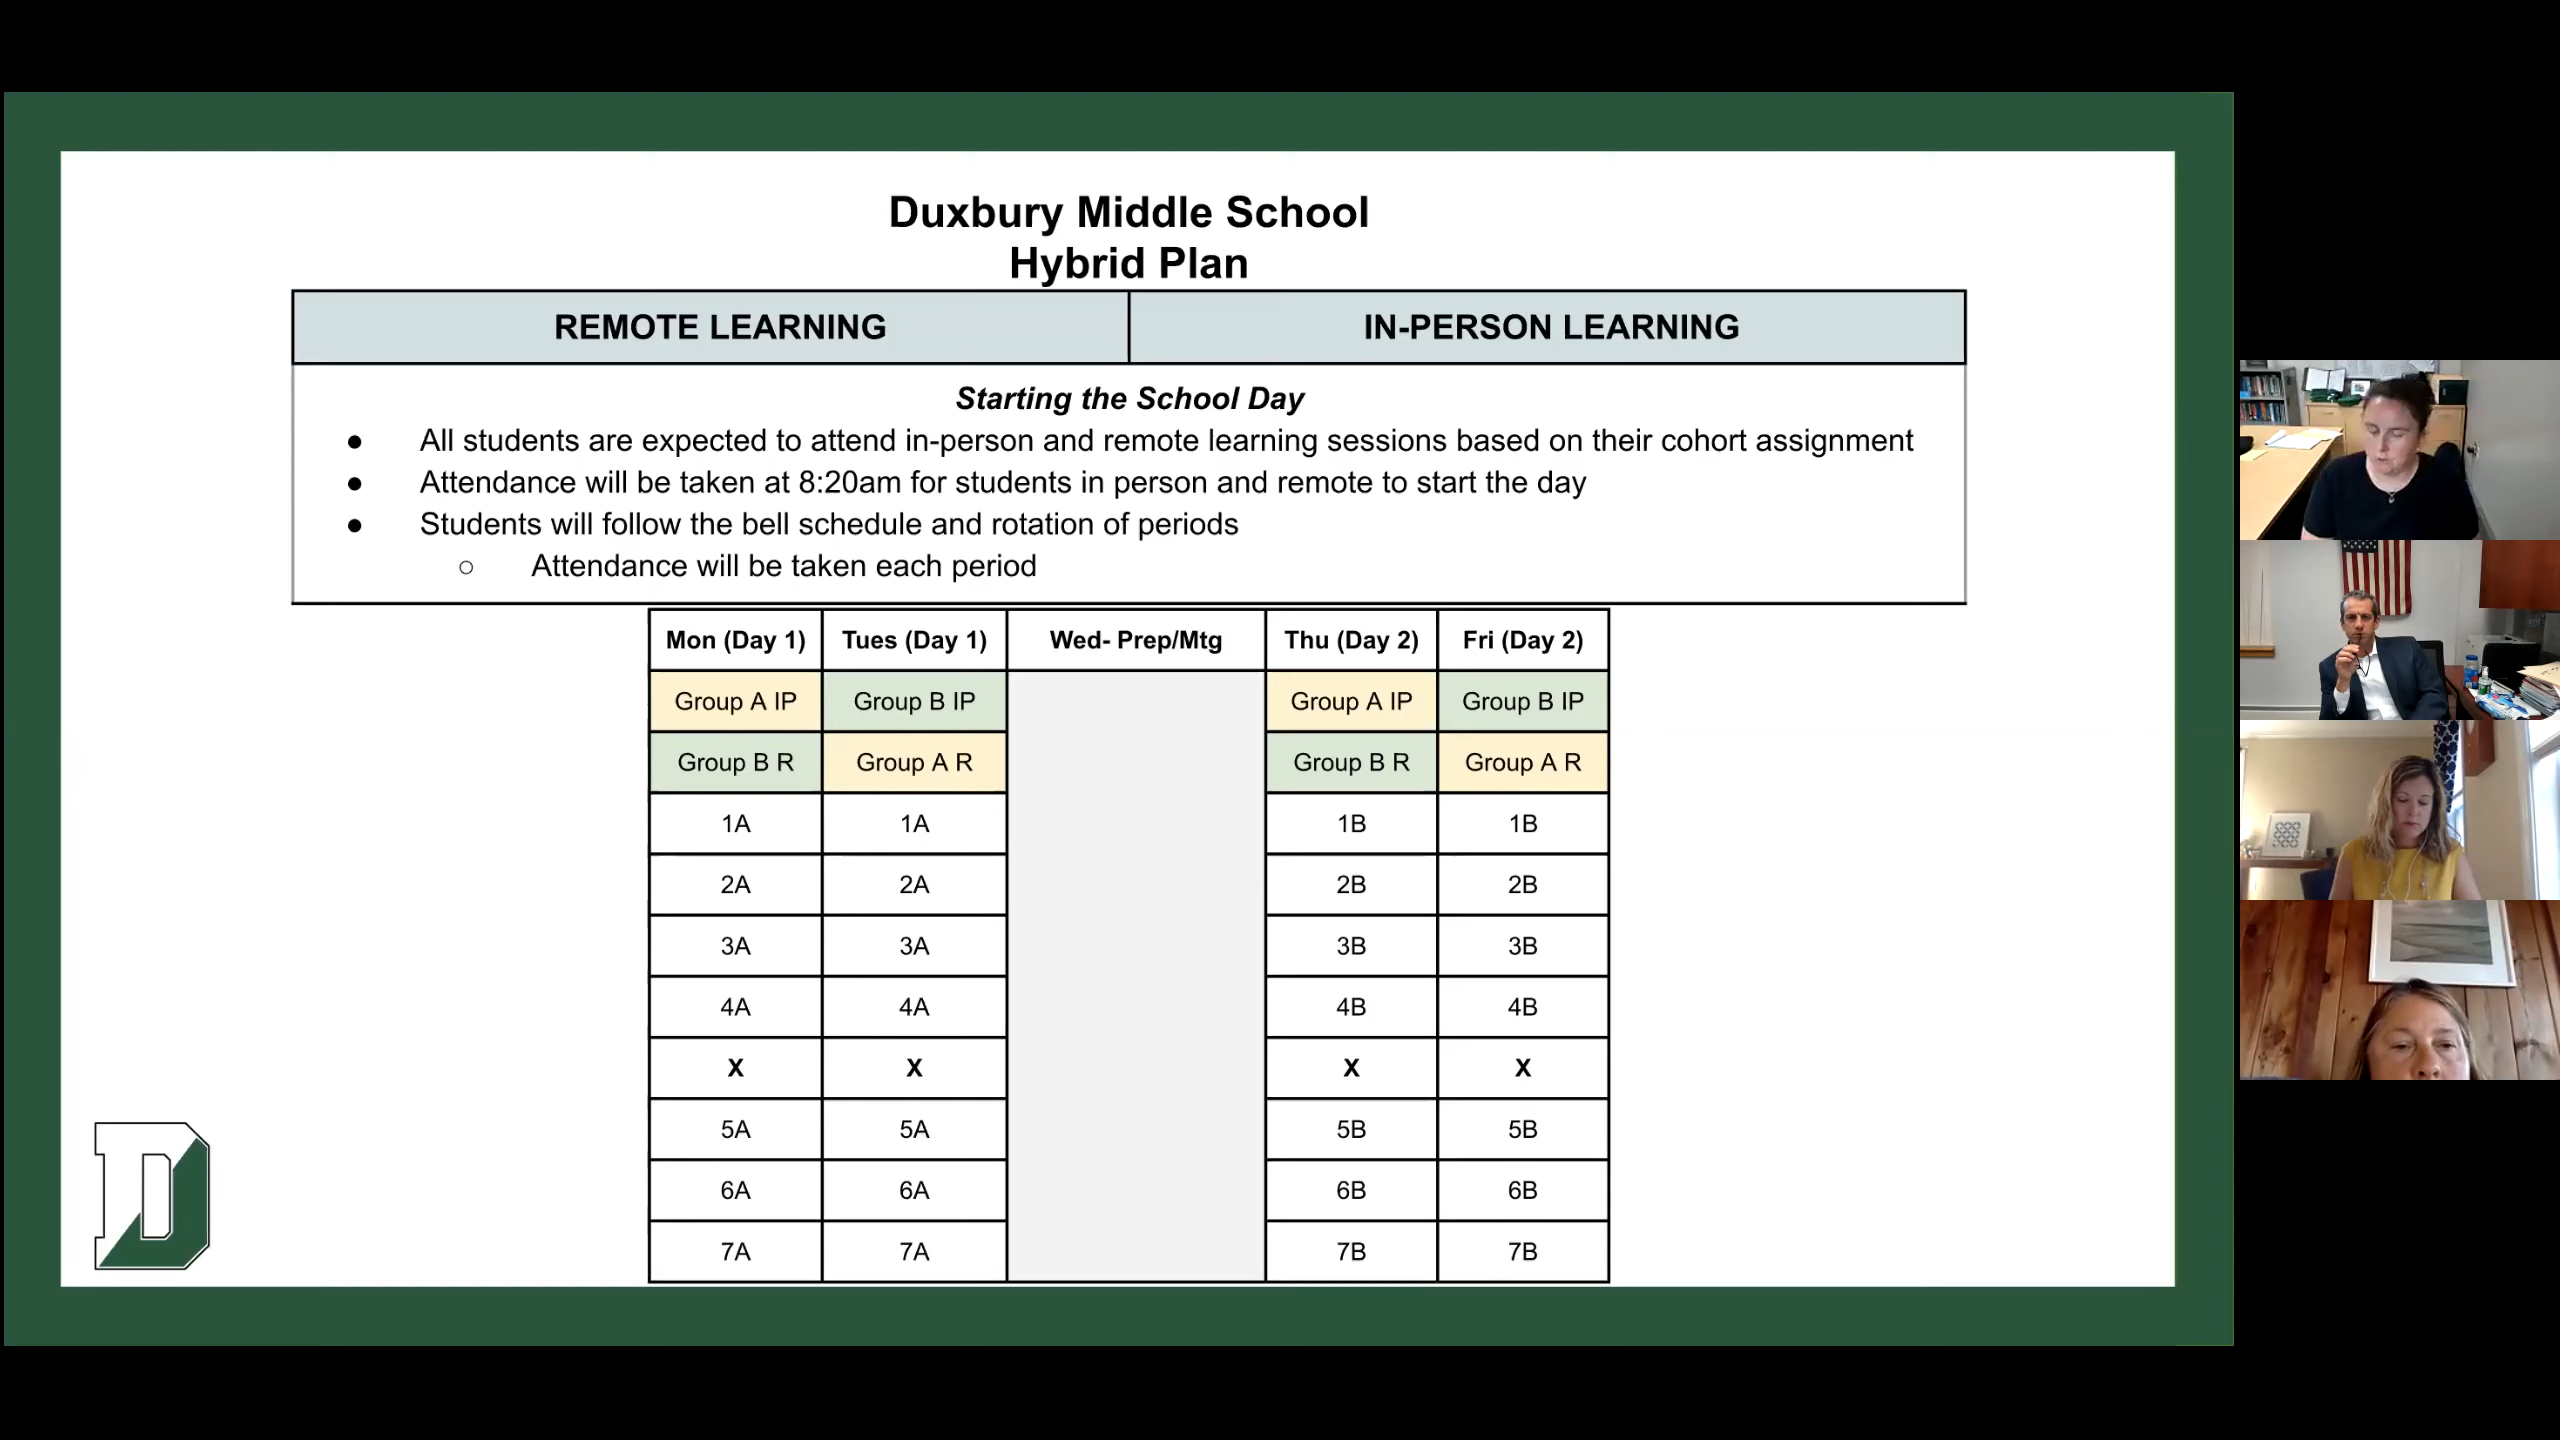 Duxbury Middle School
Hybrid Plan
REMOTE LEARNING IN-PERSON LEARNING
Starting the School Day
● All students are expected to attend in-person and remote learning sessions based on their cohort assignment
● Attendance will be taken at 8:20am for students in person and remote to start the day
● Students will follow the bell schedule and rotation of periods
○ Attendance will be taken each period
Mon (Day 1) Tues (Day 1) Wed- Prep/Mtg Thu (Day 2) Fri (Day 2)
Group A IP Group B IP Group A IP Group B IP
Group B R Group A R Group B R Group A R
1A 1A 1B 1B
2A 2A 2B 2B
3A 3A 3B 3B
4A 4A 4B 4B
X X X X
5A 5A 5B 5B
6A 6A 6B 6B
7A 7A 7B 7B
D